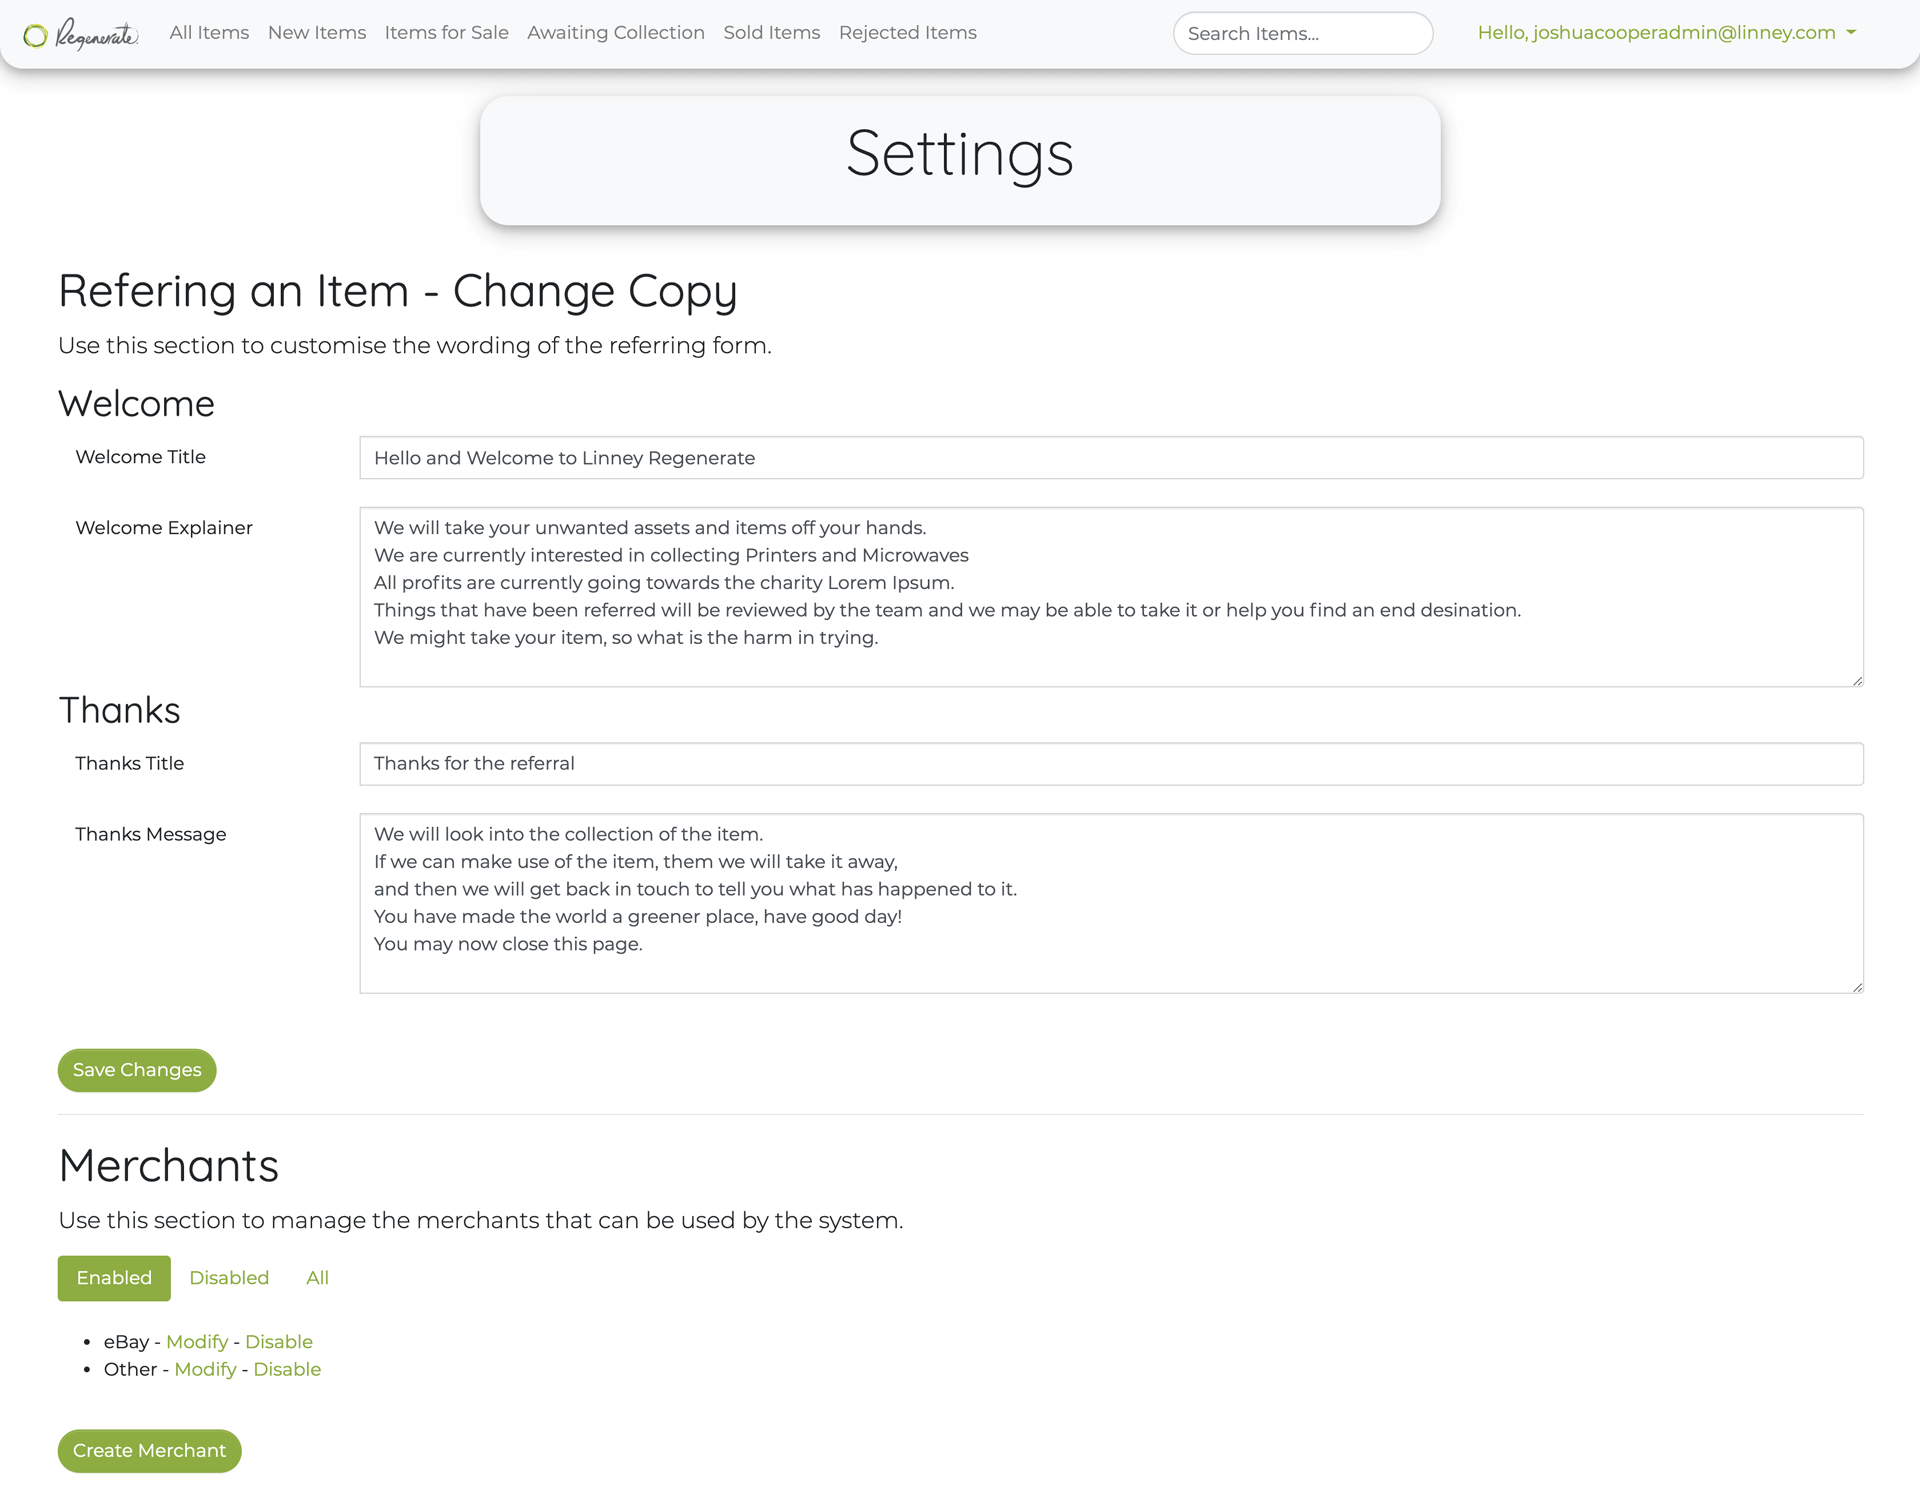 Regenerate. All Items New Items Items for Sale Awaiting Collection Sold Items Rejected Items Search Items... Hello, joshuacooperadmin@linney.com
Settings
Refering an Item - Change Copy
Use this section to customise the wording of the referring form.
Welcome
Welcome Title Hello and Welcome to Linney Regenerate
Welcome Explainer We will take your unwanted assets and items off your hands.
We are currently interested in collecting Printers and Microwaves
All profits are currently going towards the charity Lorem Ipsum.
Things that have been referred will be reviewed by the team and we may be able to take it or help you find an end desination.
We might take your item, so what is the harm in trying.
Thanks
Thanks Title Thanks for the referral
Thanks Message We will look into the collection of the item.
If we can make use of the item, them we will take it away,
and then we will get back in touch to tell you what has happened to it.
You have made the world a greener place, have good day!
You may now close this page.
Save Changes
Merchants
Use this section to manage the merchants that can be used by the system.
Enabled Disabled All
• eBay - Modify - Disable
• Other - Modify - Disable
Create Merchant